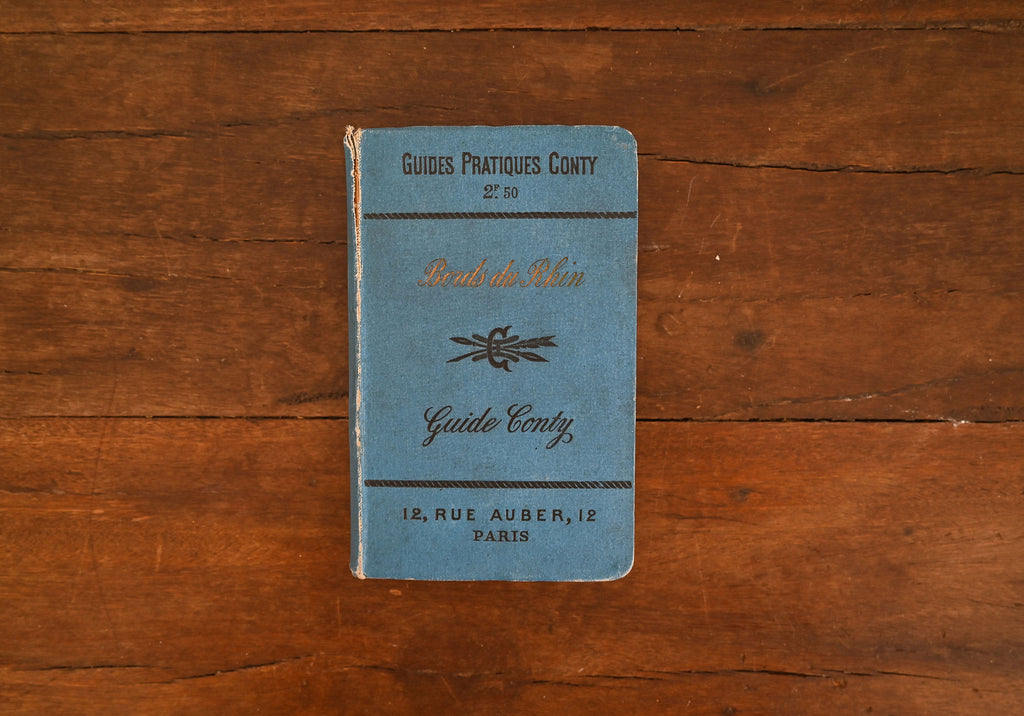 GUIDES PRATIQUES CONTY
2F. 50
Bords du Rhin
C
Guide Conty
12, RUE AUBER, 12
PARIS